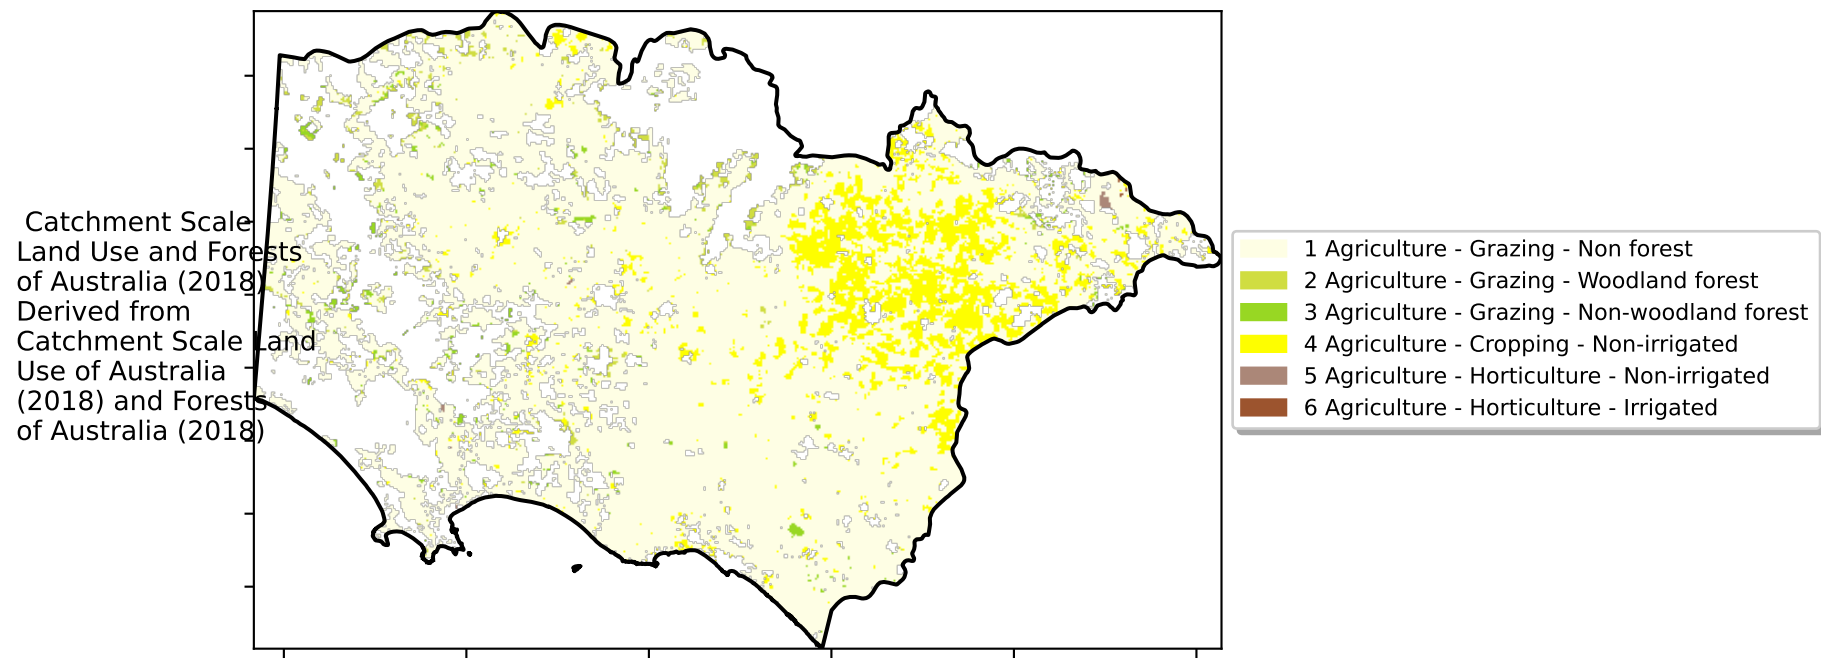 Catchment Scale
Land Use and Forests
of Australia (2018)
Derived from
Catchment Scale Land
Use of Australia
(2018) and Forests
of Australia (2018)
1 Agriculture - Grazing - Non forest
2 Agriculture - Grazing - Woodland forest
3 Agriculture - Grazing - Non-woodland forest
4 Agriculture - Cropping - Non-irrigated
5 Agriculture - Horticulture - Non-irrigated
6 Agriculture - Horticulture - Irrigated